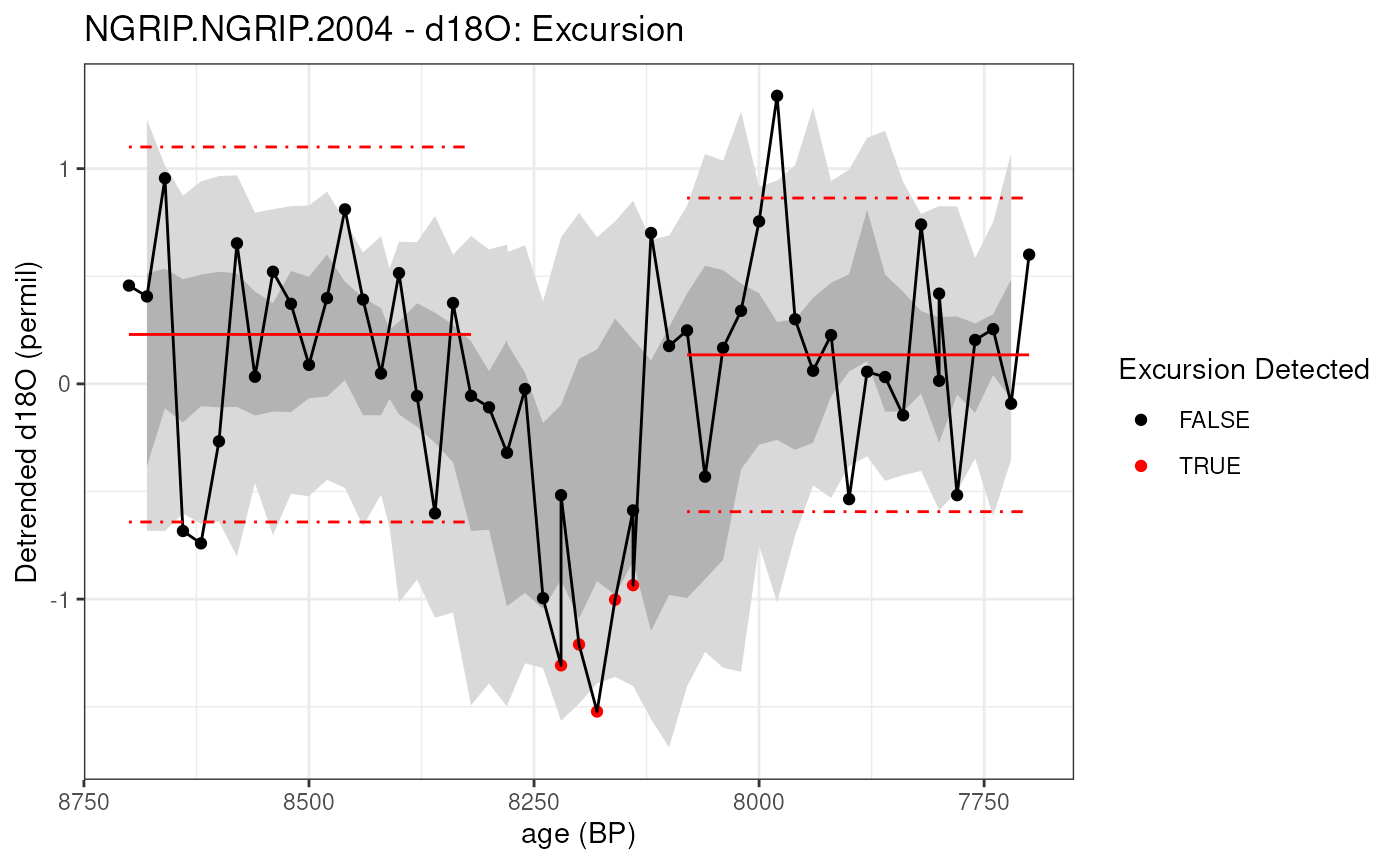 NGRIP.NGRIP.2004 - d18O: Excursion
Detrended d18O (permil)
1
0
-1
8750
8500
8250
8000
7750
age (BP)
Excursion Detected
FALSE
TRUE